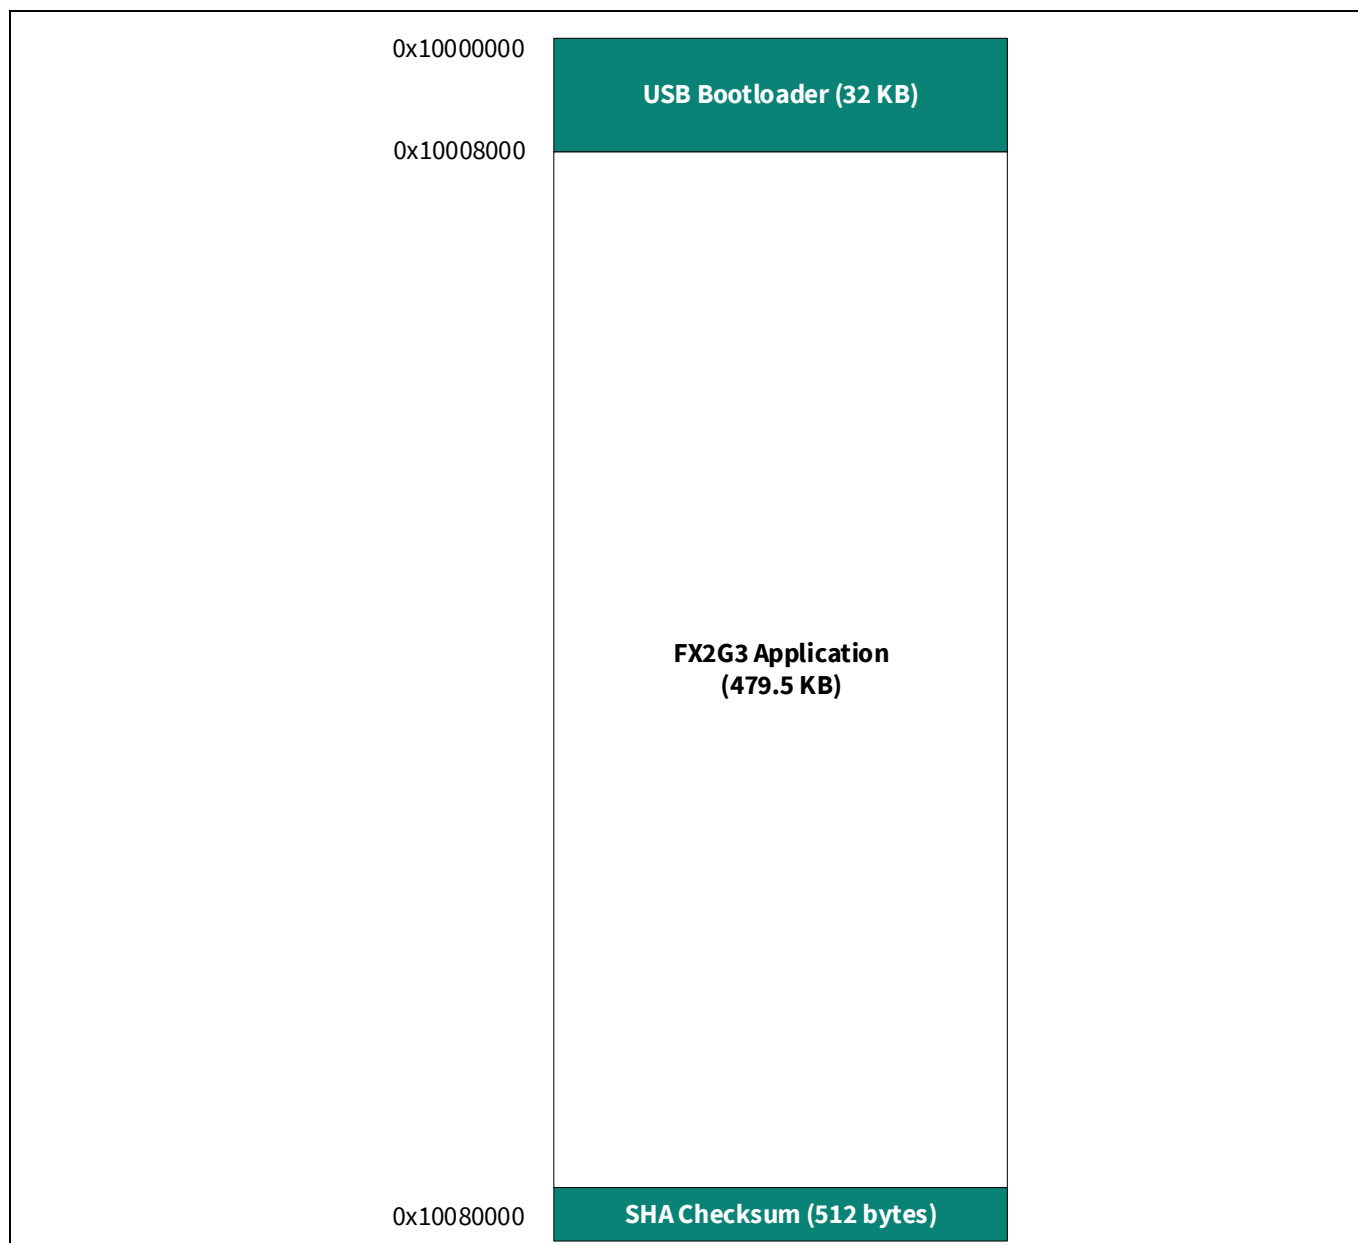 0x10000000
USB Bootloader (32 KB)
0x10008000
FX2G3 Application
(479.5 KB)
0x10080000
SHA Checksum (512 bytes)